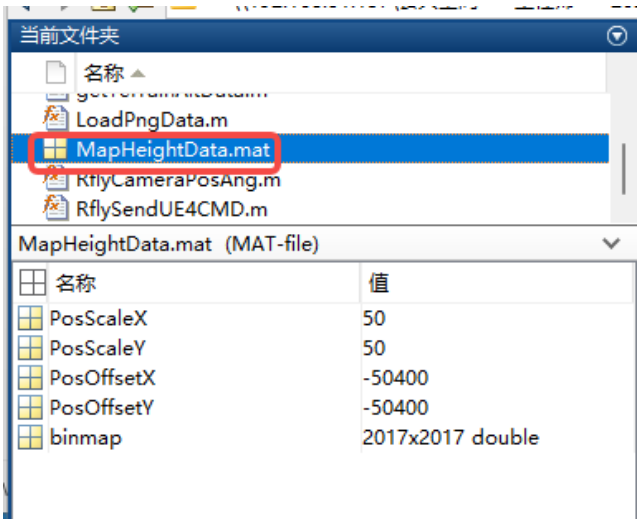 当前文件夹
名称
LoadPngData.m
MapHeightData.mat
RflyCameraPosAng.m
RflySendUE4CMD.m
MapHeightData.mat (MAT-file)
名称 值
PosScaleX 50
PosScaleY 50
PosOffsetX -50400
PosOffsetY -50400
binmap 2017x2017 double